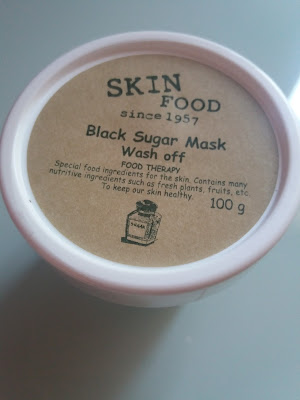 SKIN
FOOD
since 1957
Black Sugar Mask
Wash off
FOOD THERAPY
Special food ingredients for the skin. Contains many
nutritive ingredients such as fresh plants, fruits, etc.
To keep our skin healthy.
100 g
SUGAR